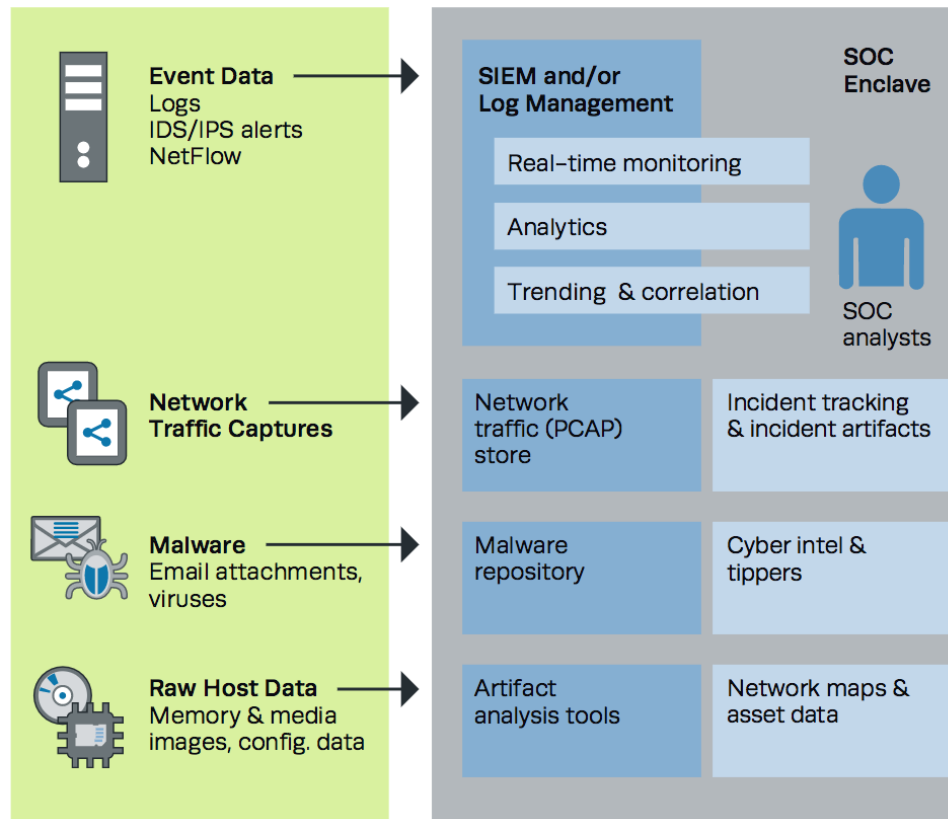 Event Data
Logs
IDS/IPS alerts
NetFlow
SIEM and/or
Log Management
Real-time monitoring
Analytics
Trending & correlation
SOC
Enclave
SOC
analysts
Network
Traffic Captures
Network
traffic (PCAP)
store
Incident tracking
& incident artifacts
Malware
Email attachments,
viruses
Malware
repository
Cyber intel &
tippers
Raw Host Data
Memory & media
images, config. data
Artifact
analysis tools
Network maps &
asset data